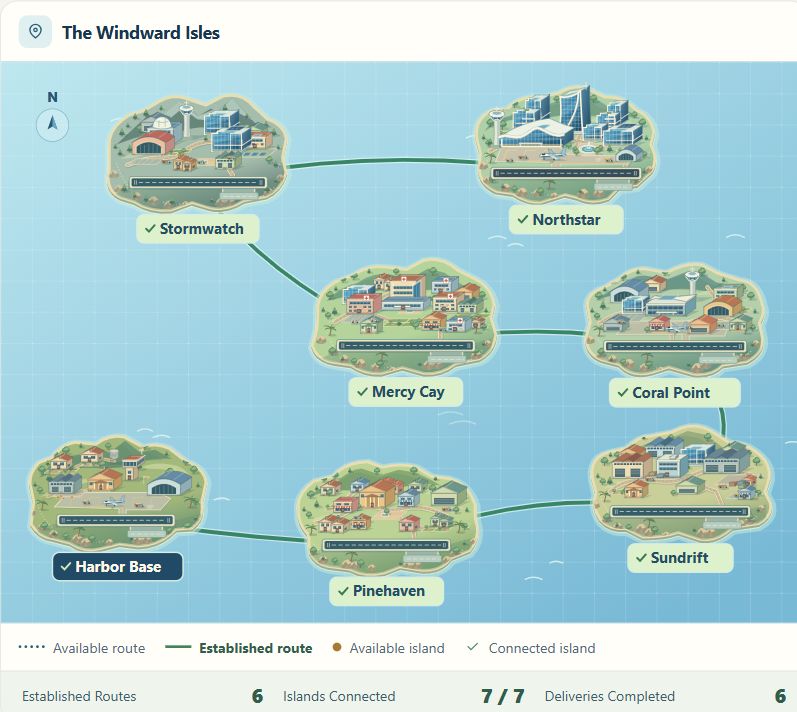 The Windward Isles
N
Stormwatch
Northstar
Mercy Cay
Coral Point
Harbor Base
Pinehaven
Sundrift
Available route
Established route
Available island
Connected island
Established Routes 6
Islands Connected 7 / 7
Deliveries Completed 6